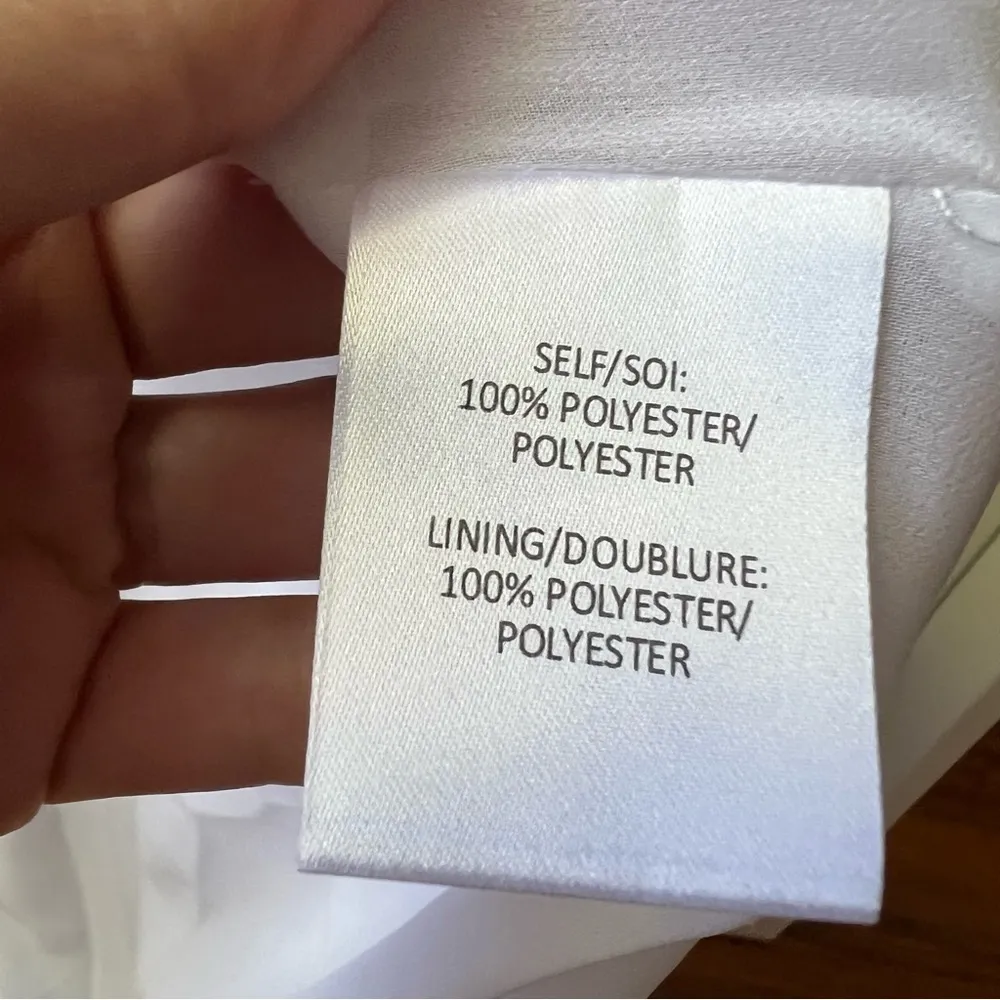 SELF/SOI:
100% POLYESTER/
POLYESTER
LINING/DOUBLURE:
100% POLYESTER/
POLYESTER